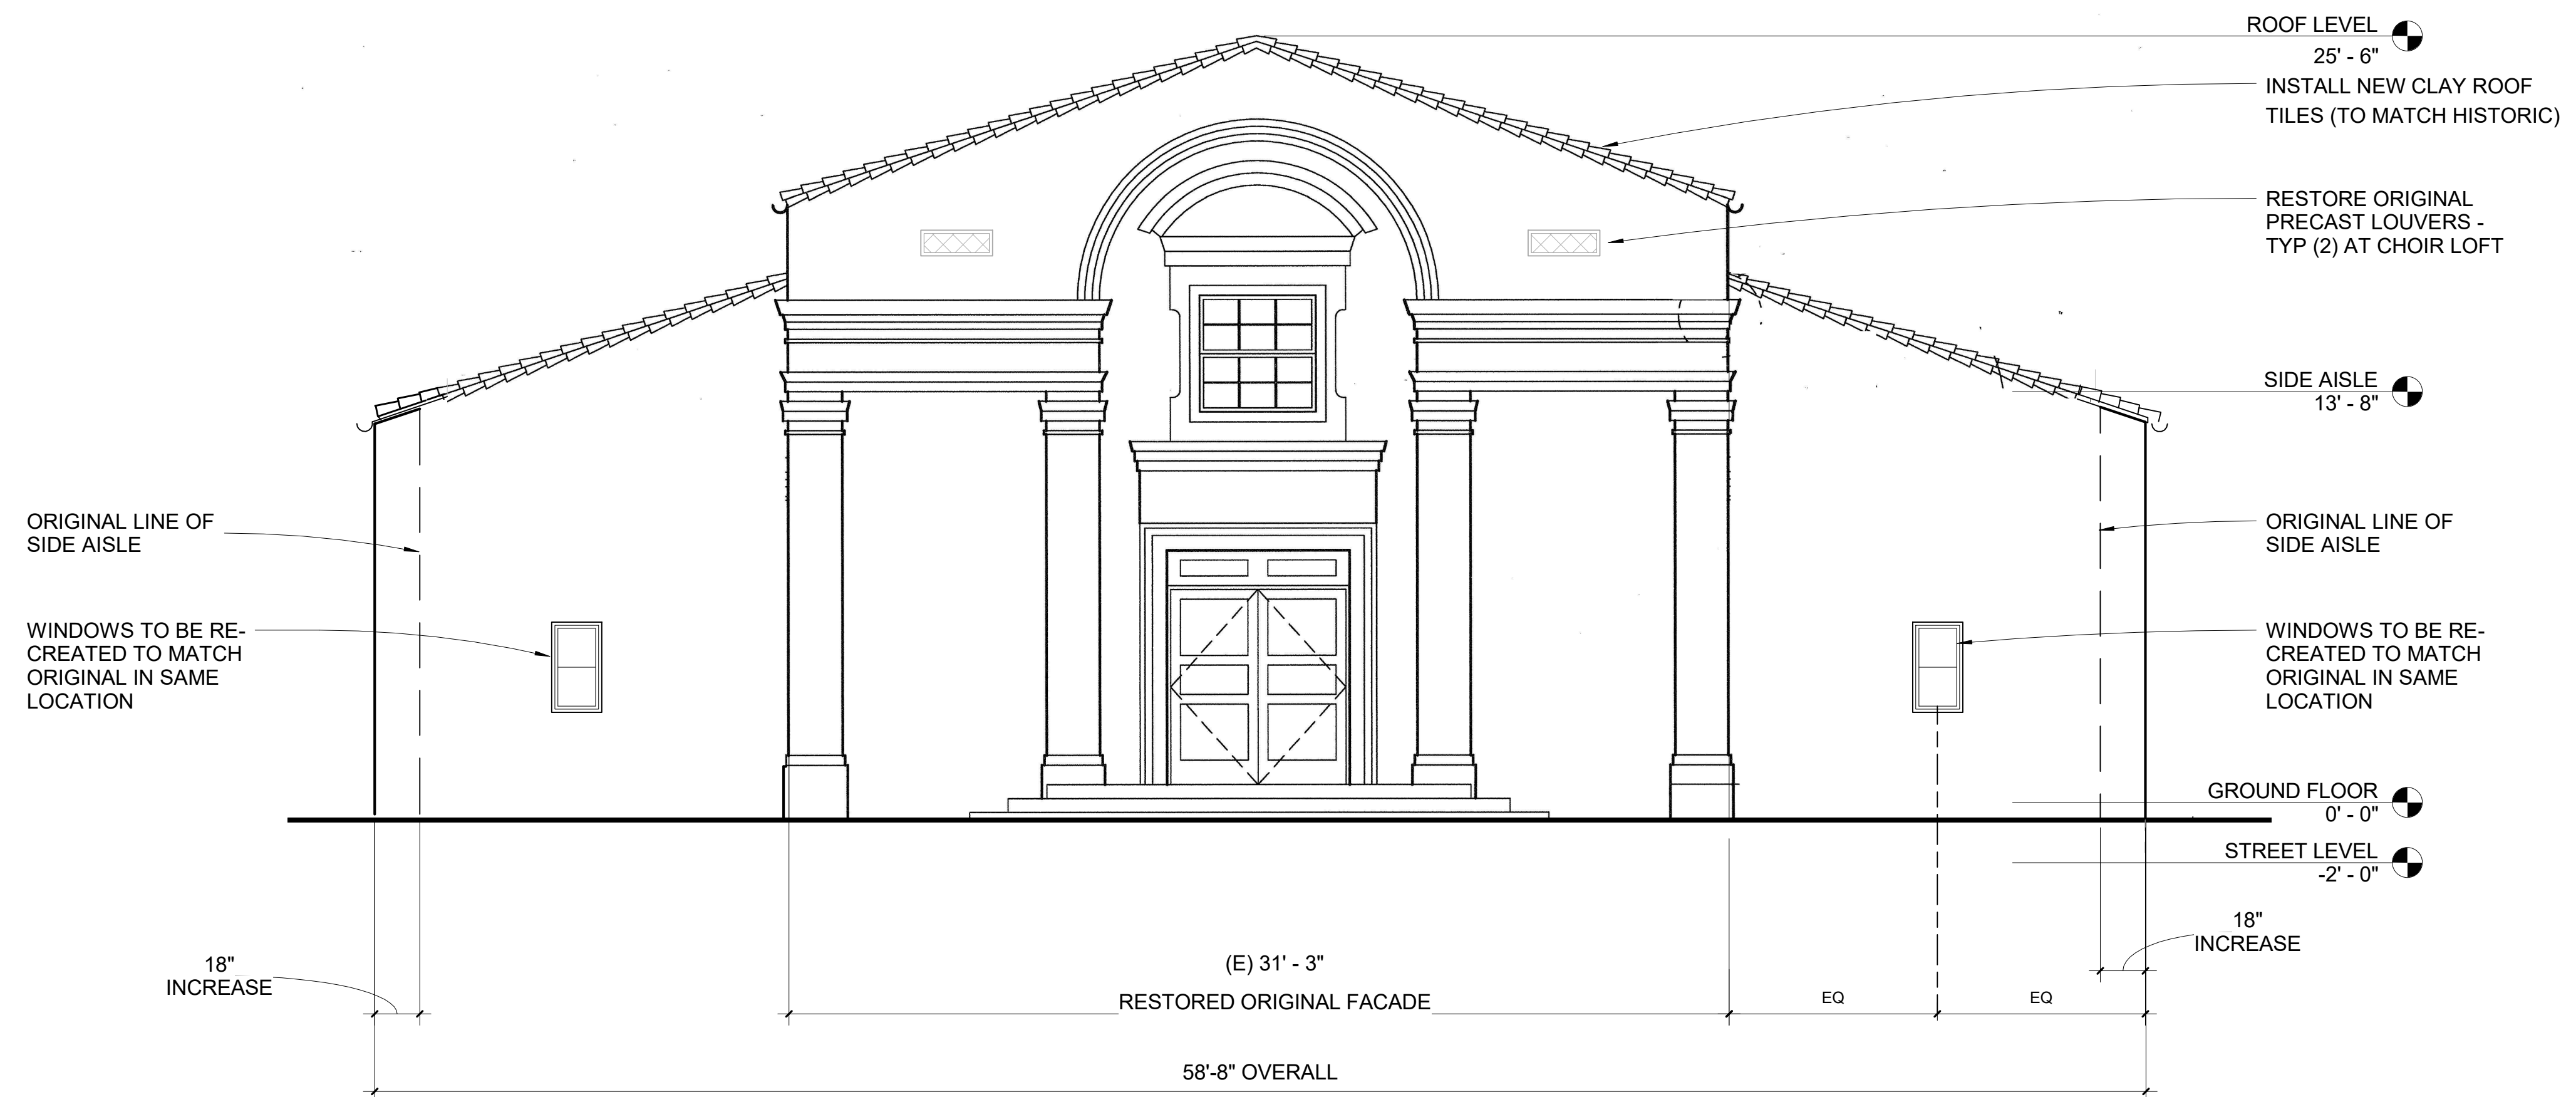 ROOF LEVEL
25' - 6"
INSTALL NEW CLAY ROOF
TILES (TO MATCH HISTORIC)
RESTORE ORIGINAL
PRECAST LOUVERS -
TYP (2) AT CHOIR LOFT
SIDE AISLE
13' - 8"
ORIGINAL LINE OF
SIDE AISLE
ORIGINAL LINE OF
SIDE AISLE
WINDOWS TO BE RE-
CREATED TO MATCH
ORIGINAL IN SAME
LOCATION
WINDOWS TO BE RE-
CREATED TO MATCH
ORIGINAL IN SAME
LOCATION
GROUND FLOOR
0' - 0"
STREET LEVEL
-2' - 0"
18"
INCREASE
18"
INCREASE
(E) 31' - 3"
RESTORED ORIGINAL FACADE
EQ
EQ
58'-8" OVERALL